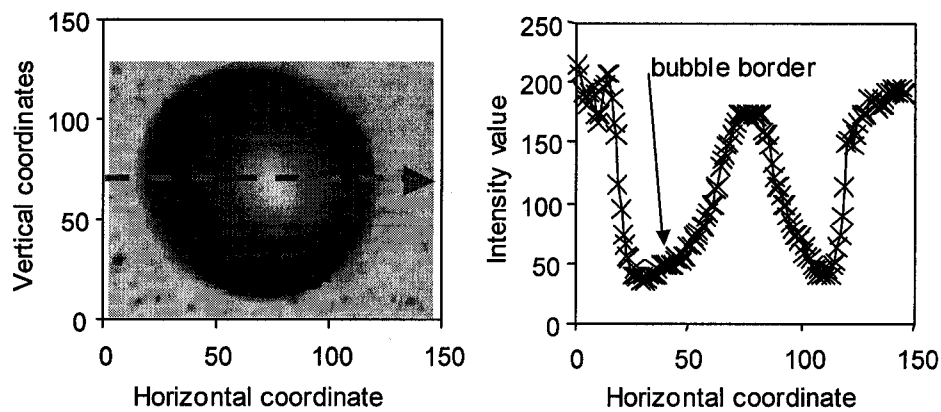 150
100
50
0
Vertical coordinates
0 50 100 150
Horizontal coordinate
250
200
150
100
50
0
Intensity value
bubble border
0 50 100 150
Horizontal coordinate